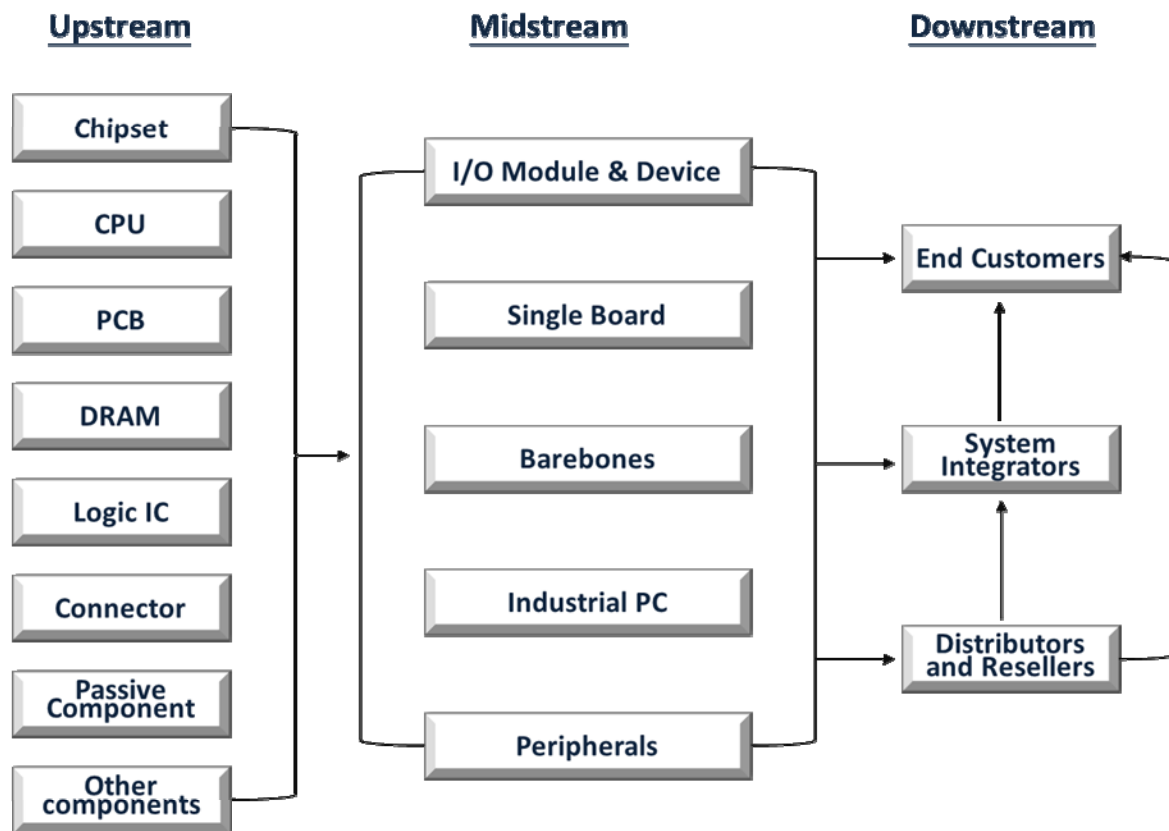 Upstream
Midstream
Downstream
Chipset
CPU
PCB
DRAM
Logic IC
Connector
Passive
Component
Other
components
I/O Module & Device
Single Board
Barebones
Industrial PC
Peripherals
End Customers
System
Integrators
Distributors
and Resellers